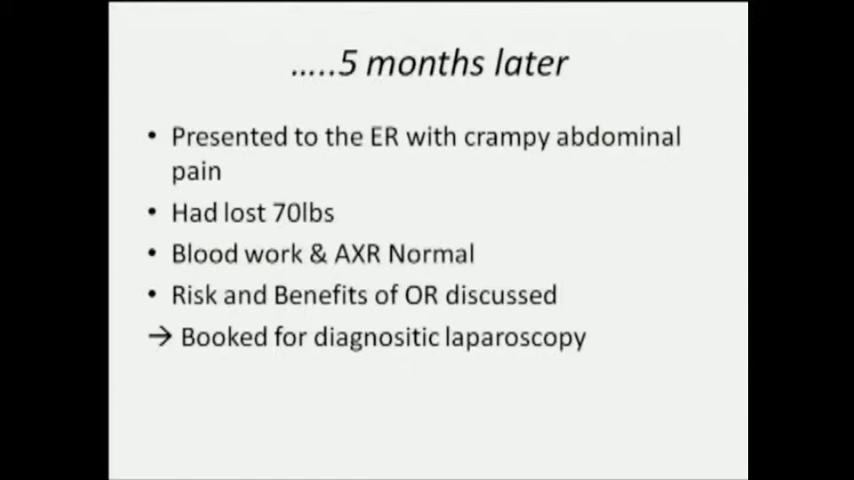 .....5 months later
• Presented to the ER with crampy abdominal
pain
• Had lost 70lbs
• Blood work & AXR Normal
• Risk and Benefits of OR discussed
→ Booked for diagnositic laparoscopy